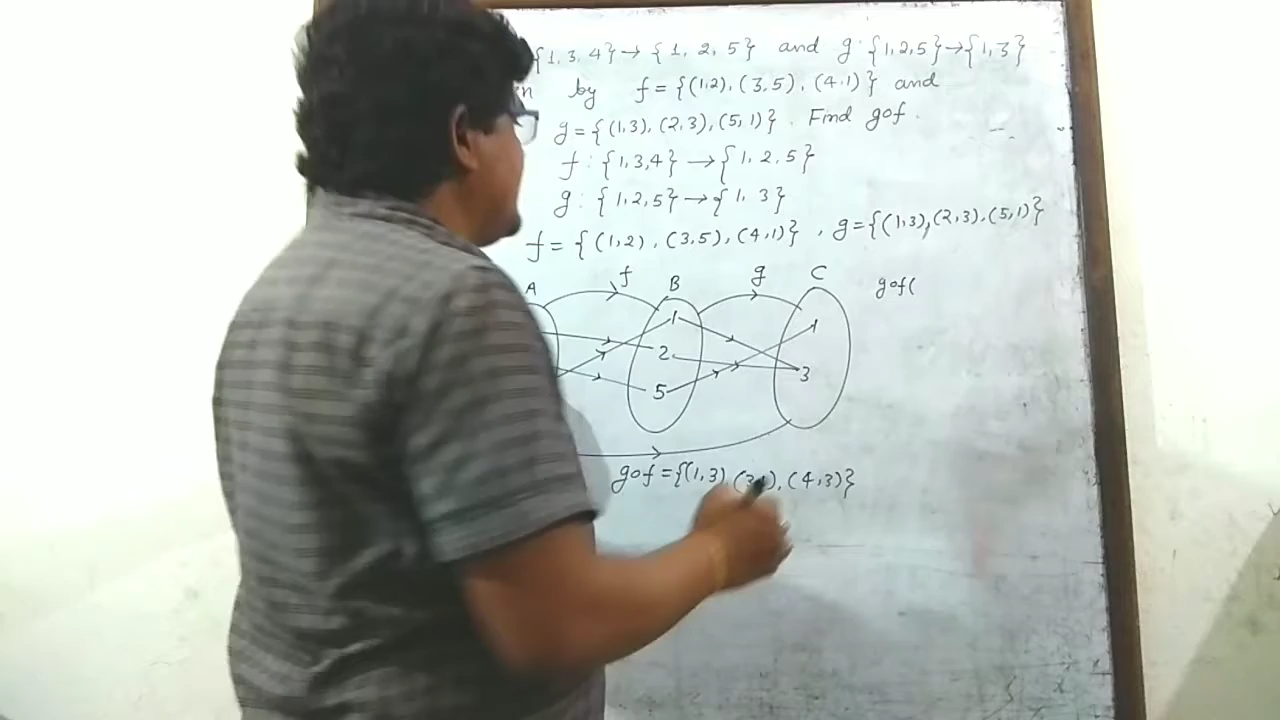 {1, 3, 4} → {1, 2, 5} and g: {1,2,5} → {1, 3}
n by f = {(1,2), (3,5), (4,1)} and
g = {(1,3), (2,3), (5,1)}. Find gof.
f: {1,3,4} → {1, 2, 5}
g: {1,2,5} → {1, 3}
f = {(1,2), (3,5), (4,1)}, g = {(1,3), (2,3), (5,1)}
A f B g C gof(
1 1
2
3
5
gof = {(1,3) (3,1), (4,3)}